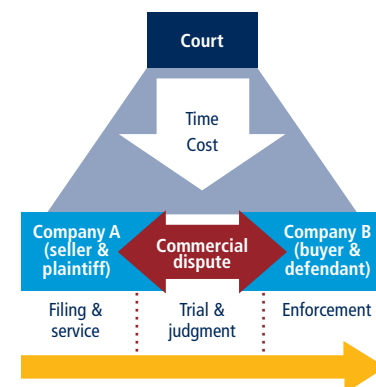 Court
Time
Cost
Company A
(seller &
plaintiff)
Commercial
dispute
Company B
(buyer &
defendant)
Filing &
service
Trial &
judgment
Enforcement